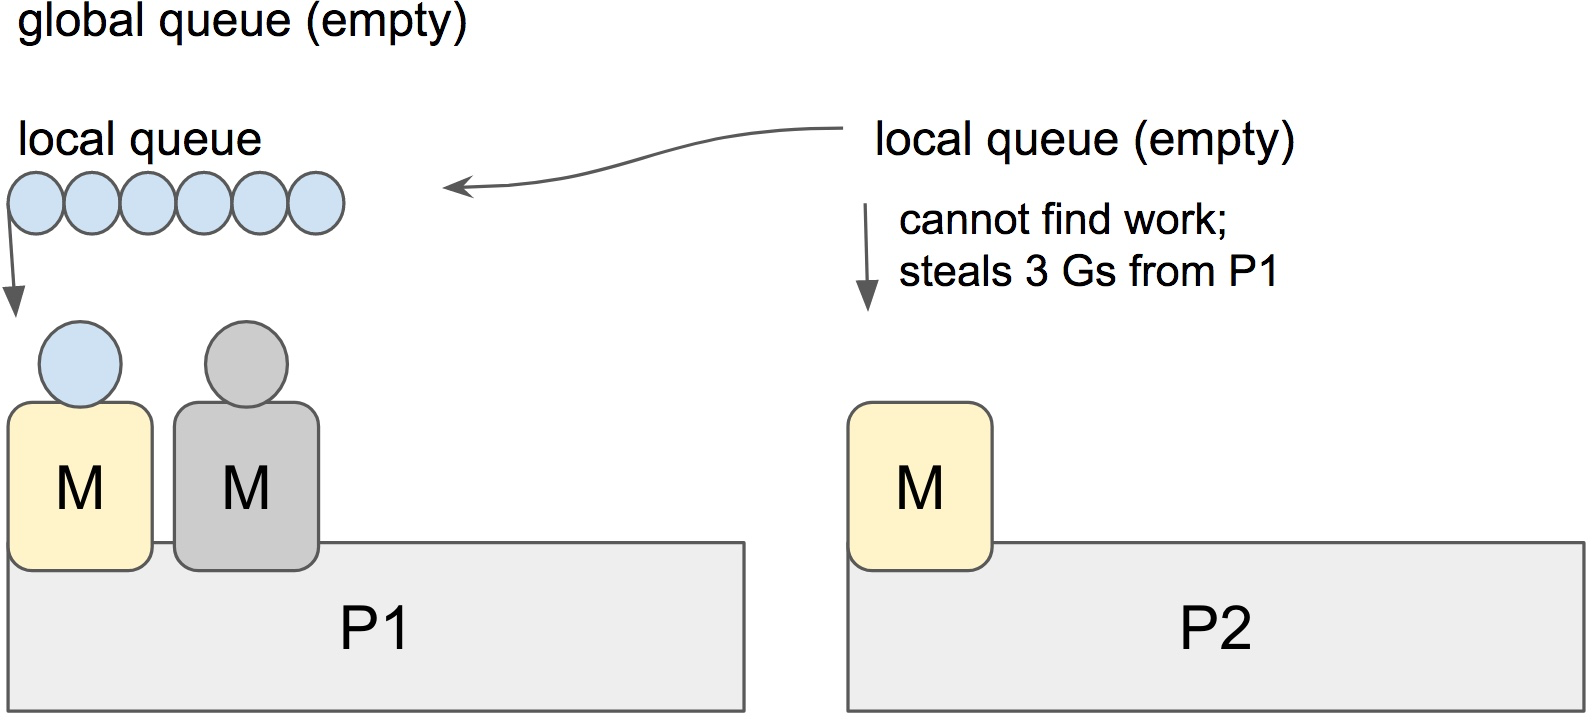 global queue (empty)
local queue
local queue (empty)
cannot find work;
steals 3 Gs from P1
M
M
M
P1
P2